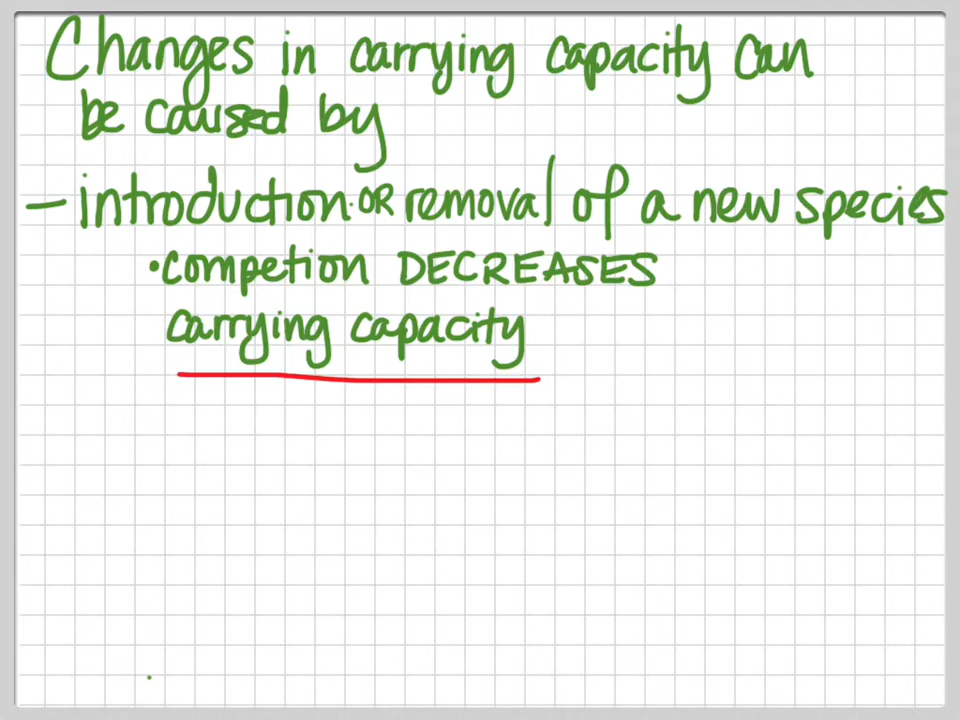 Changes in carrying capacity can
be caused by
– introduction OR removal of a new species
• competion DECREASES
carrying capacity